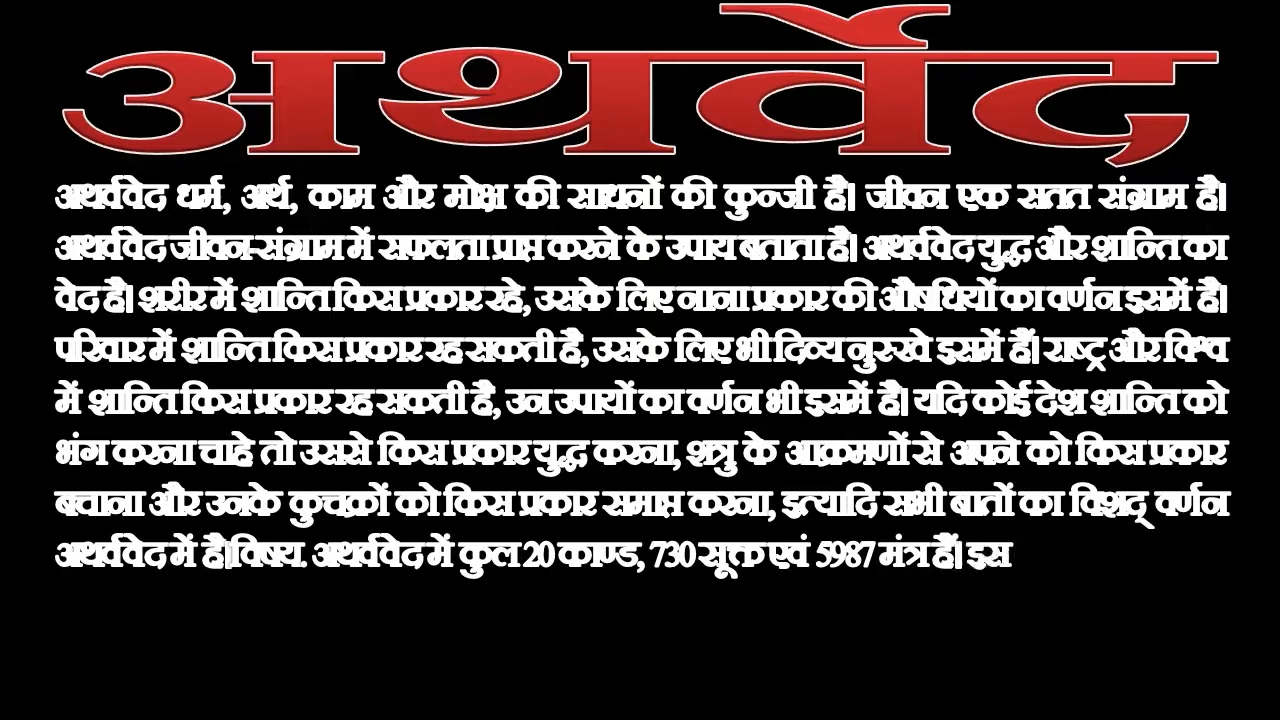 अर्थवेद
अथर्ववेद धर्म, अर्थ, काम और मोक्ष की साधनों की कुन्जी है। जीवन एक सतत संग्राम है।
अथर्ववेद जीवन-संग्राम में सफलता प्राप्त करने के उपाय बताता है। अथर्ववेद युद्ध और शान्ति का
वेद है। शरीर में शान्ति किस प्रकार रहे, उसके लिए नाना प्रकार की औषधियों का वर्णन इसमें है।
परिवार में शान्ति किस प्रकार रह सकती है, उसके लिए भी दिव्य नुस्खे इसमें हैं। राष्ट्र और विश्व
में शान्ति किस प्रकार रह सकती है, उन उपायों का वर्णन भी इसमें है। यदि कोई देश शान्ति को
भंग करना चाहे तो उससे किस प्रकार युद्ध करना, शत्रु के आक्रमणों से अपने को किस प्रकार
बचाना और उनके कुचक्रों को किस प्रकार समाप्त करना, इत्यादि सभी बातों का विशद् वर्णन
अथर्ववेद में है। विषय . अथर्ववेद में कुल 20 काण्ड, 730 सूक्त एवं 5987 मंत्र हैं। इस